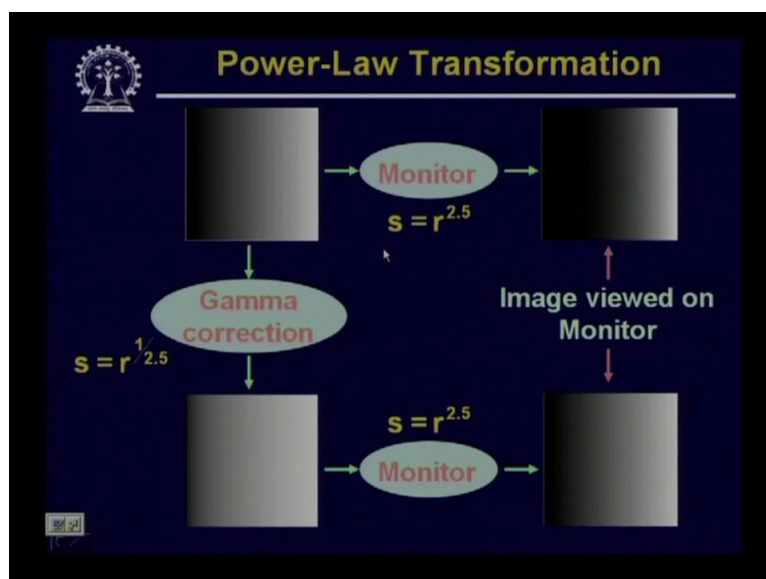 Power-Law Transformation
Monitor
s = r^2.5
Gamma
correction
s = r^1/2.5
Image viewed on
Monitor
s = r^2.5
Monitor